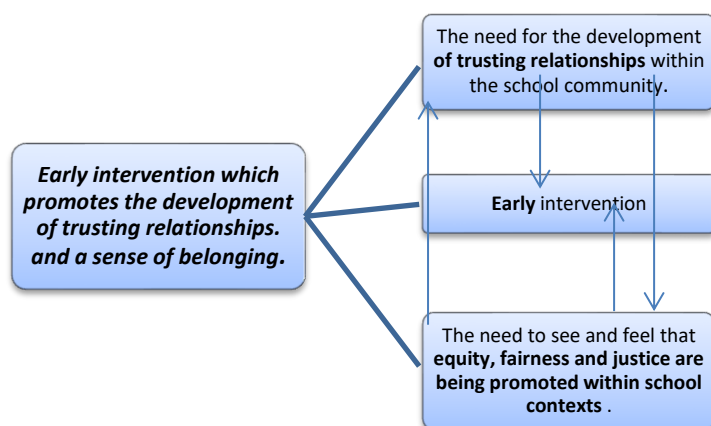 Early intervention which
promotes the development
of trusting relationships.
and a sense of belonging.
The need for the development
of trusting relationships within
the school community.
Early intervention
The need to see and feel that
equity, fairness and justice are
being promoted within school
contexts .